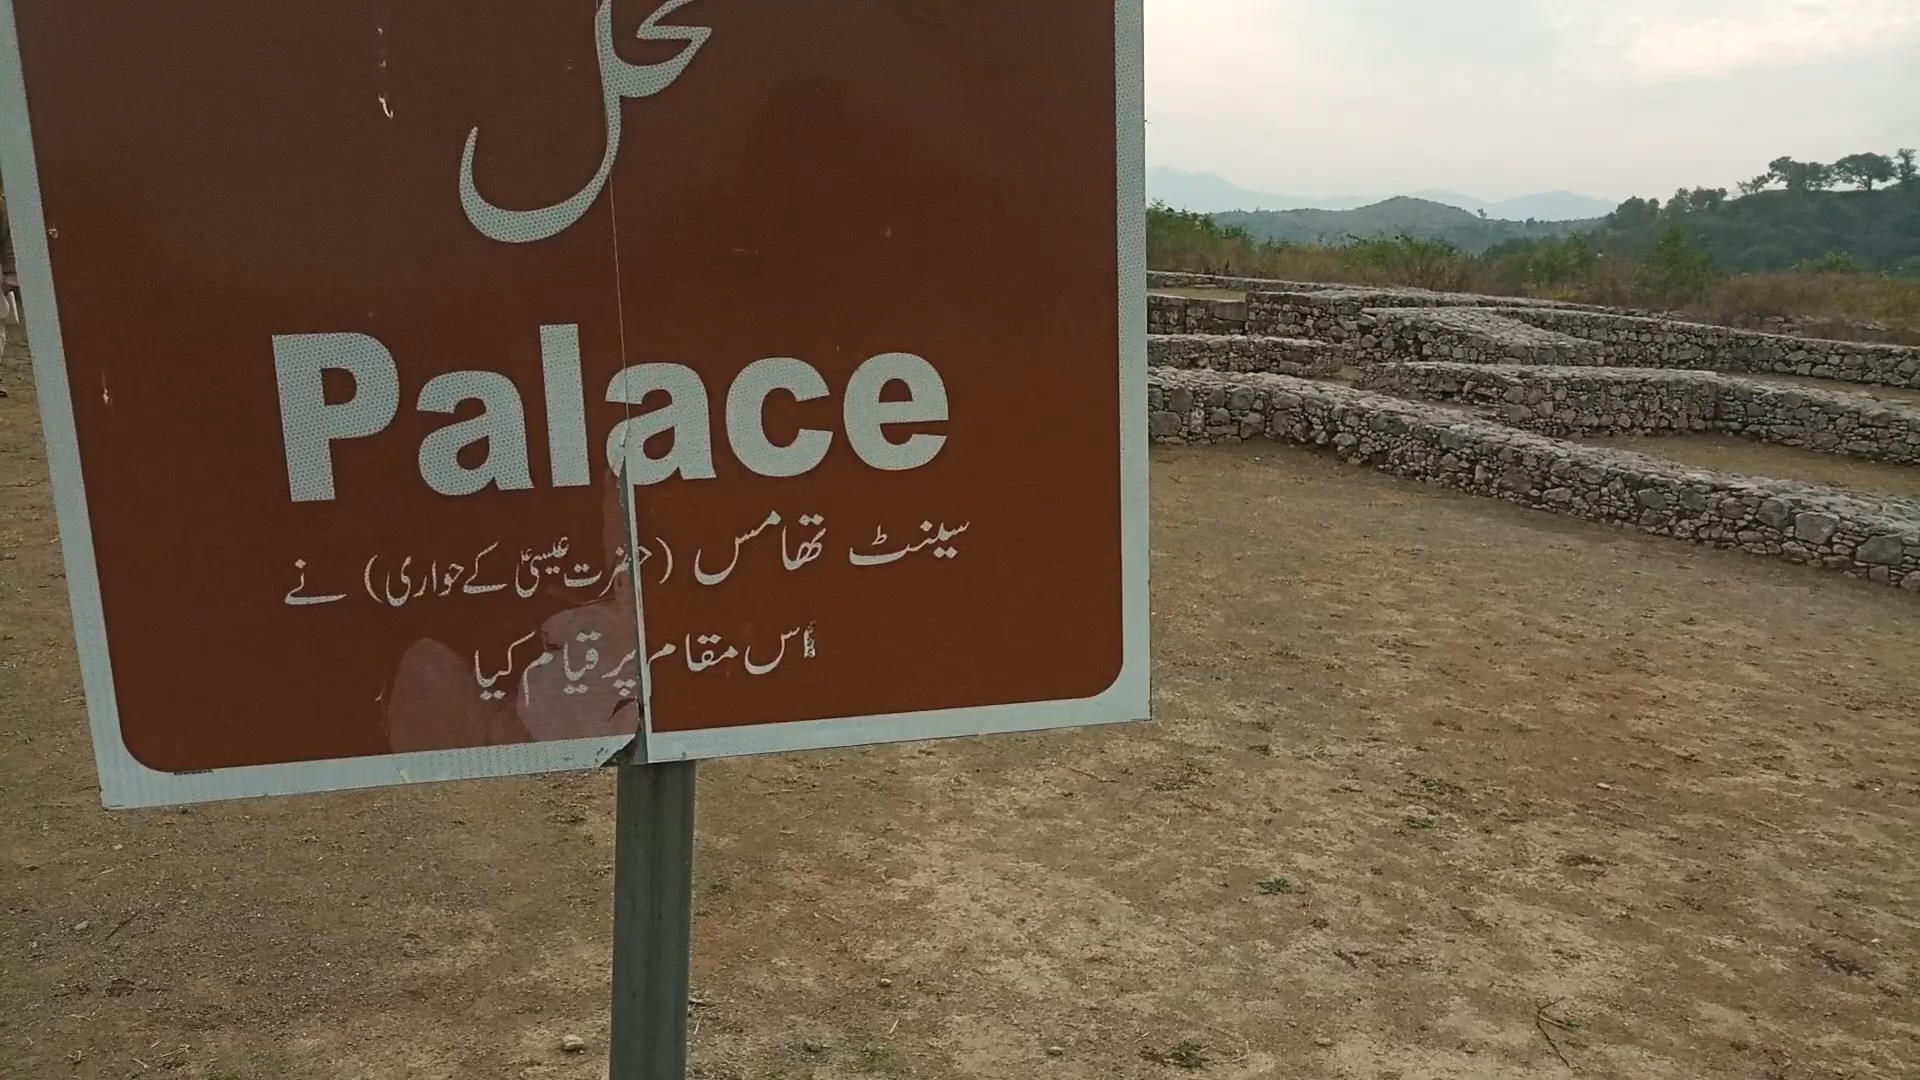 محل
Palace
سینٹ تھامس (حضرت عیسیٰؑ کے حواری) نے
اس مقام پر قیام کیا